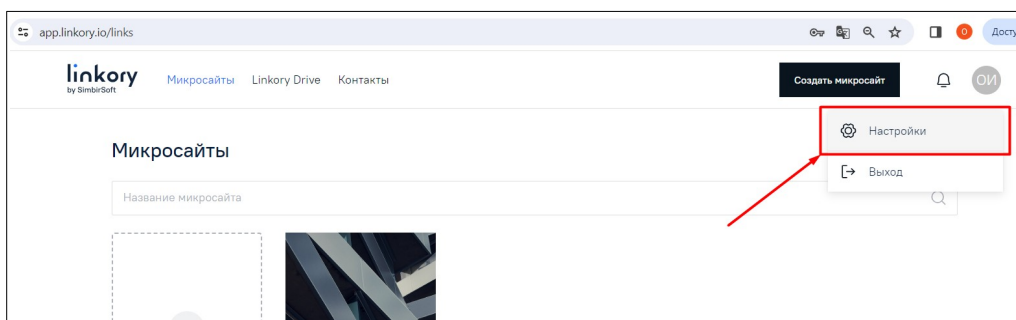 app.linkory.io/links
О
Досту
linkory
by SimbirSoft
Микросайты
Linkory Drive
Контакты
Создать микросайт
ОИ
Настройки
Микросайты
Выход
Название микросайта